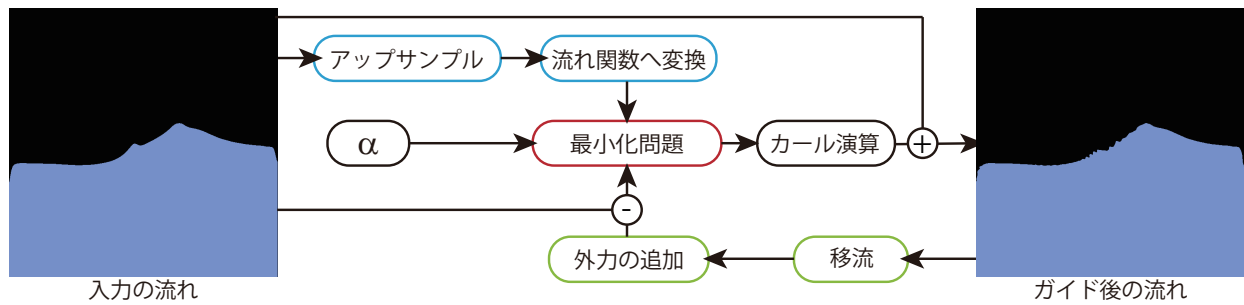 アップサンプル
流れ関数へ変換
α
最小化問題
カール演算
+
-
外力の追加
移流
入力の流れ
ガイド後の流れ